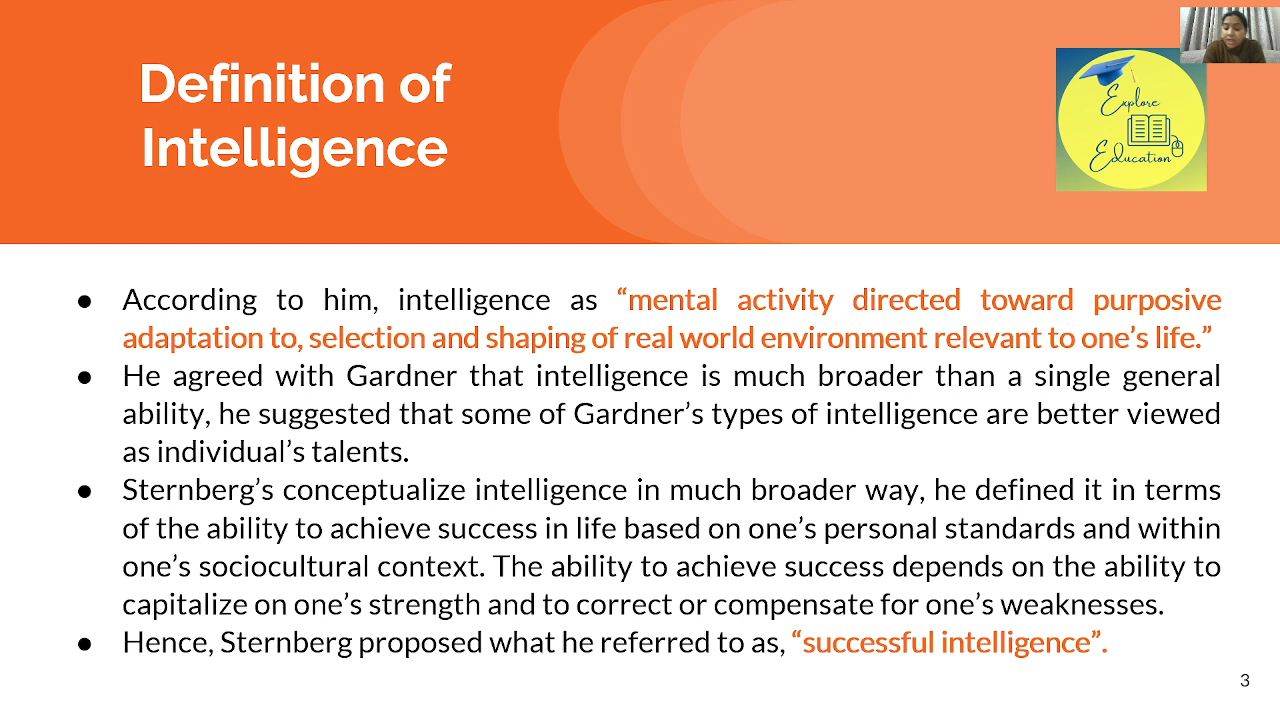 Definition of
Intelligence
Explore
Education
● According to him, intelligence as “mental activity directed toward purposive
adaptation to, selection and shaping of real world environment relevant to one’s life.”
● He agreed with Gardner that intelligence is much broader than a single general
ability, he suggested that some of Gardner’s types of intelligence are better viewed
as individual’s talents.
● Sternberg’s conceptualize intelligence in much broader way, he defined it in terms
of the ability to achieve success in life based on one’s personal standards and within
one’s sociocultural context. The ability to achieve success depends on the ability to
capitalize on one’s strength and to correct or compensate for one’s weaknesses.
● Hence, Sternberg proposed what he referred to as, “successful intelligence”.
3